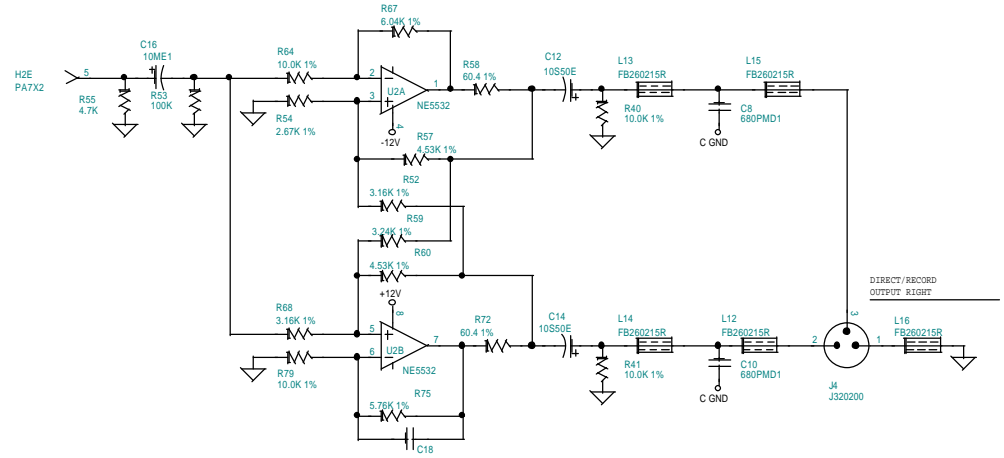 R67
6.04K 1%
C16
10ME1
R64
10.0K 1%
H2E
PA7X2
5
R55
4.7K
R53
100K
R54
2.67K 1%
2
3
1
U2A
NE5532
4
-12V
R58
60.4 1%
C12
10S50E
L13
FB260215R
L15
FB260215R
R40
10.0K 1%
C8
680PMD1
C GND
R57
4.53K 1%
R52
3.16K 1%
R59
3.24K 1%
R60
4.53K 1%
+12V
8
R68
3.16K 1%
R79
10.0K 1%
5
6
7
U2B
NE5532
R72
60.4 1%
C14
10S50E
L14
FB260215R
L12
FB260215R
R41
10.0K 1%
C10
680PMD1
C GND
R75
5.76K 1%
C18
DIRECT/RECORD
OUTPUT RIGHT
3
2
1
L16
FB260215R
J4
J320200